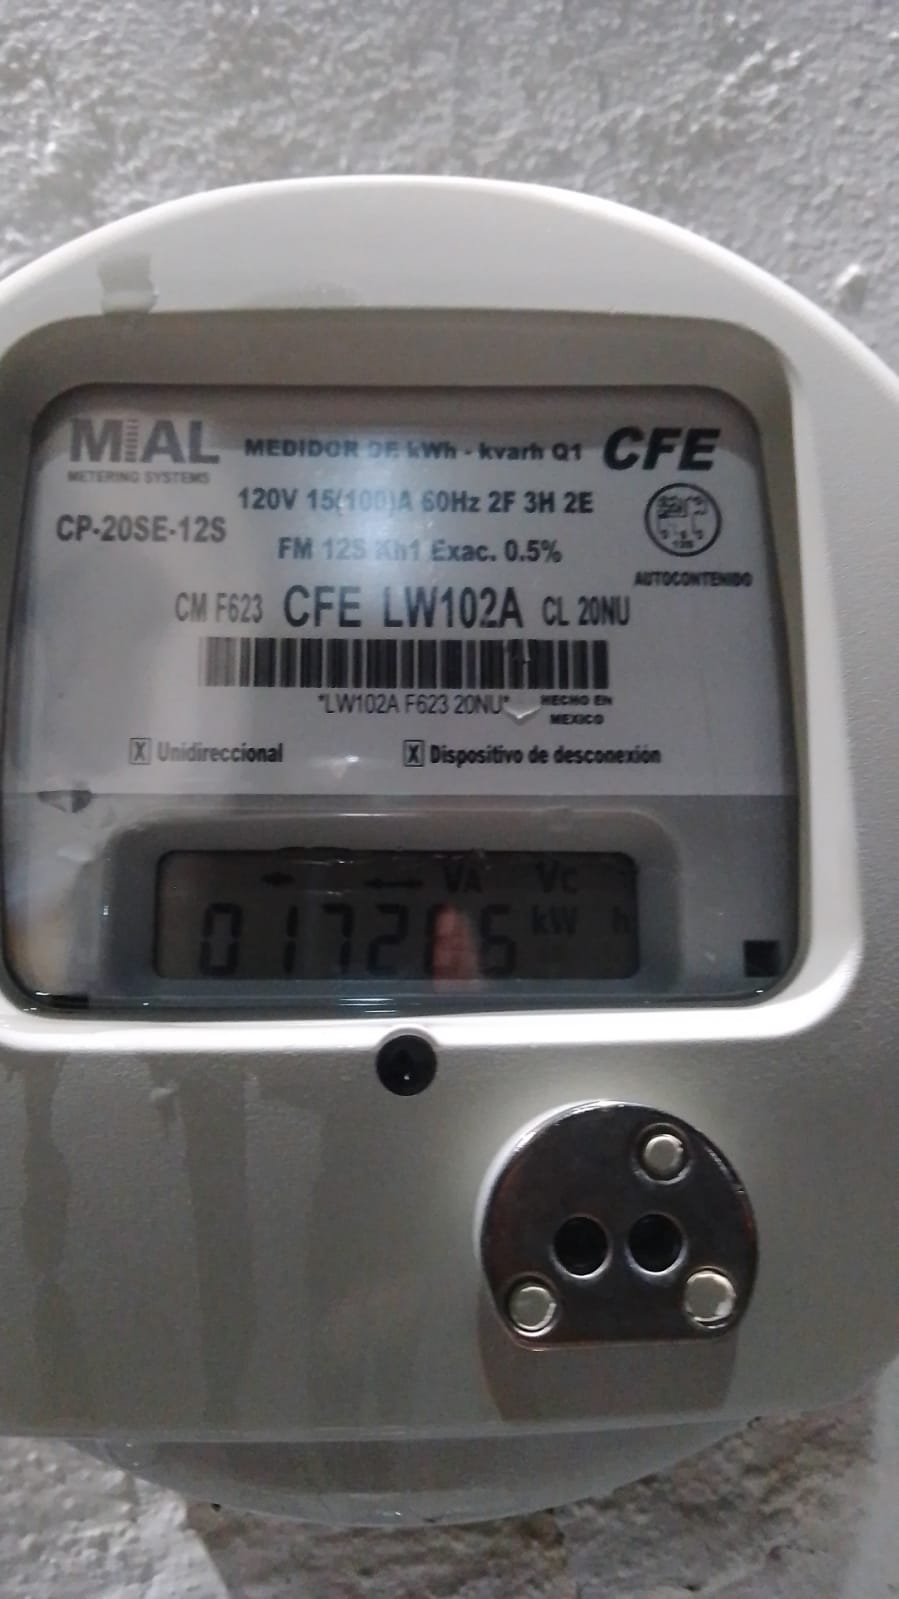 MIAL
METERING SYSTEMS
MEDIDOR DE kWh - kvarh Q1
CFE
120V 15(100)A 60Hz 2F 3H 2E
CP-20SE-12S
FM 12S Kh1 Exac. 0.5%
AUTOCONTENIDO
CM F623 CFE LW102A CL 20NU
*LW102A F623 20NU*
HECHO EN
MEXICO
X Unidireccional
X Dispositivo de desconexión
VA Vc
kW h